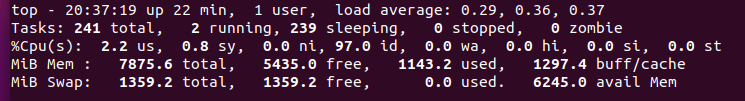 top - 20:37:19 up 22 min,  1 user,  load average: 0.29, 0.36, 0.37
Tasks: 241 total,   2 running, 239 sleeping,   0 stopped,   0 zombie
%Cpu(s):  2.2 us,  0.8 sy,  0.0 ni, 97.0 id,  0.0 wa,  0.0 hi,  0.0 si,  0.0 st
MiB Mem :   7875.6 total,   5435.0 free,   1143.2 used,   1297.4 buff/cache
MiB Swap:   1359.2 total,   1359.2 free,      0.0 used.   6245.0 avail Mem